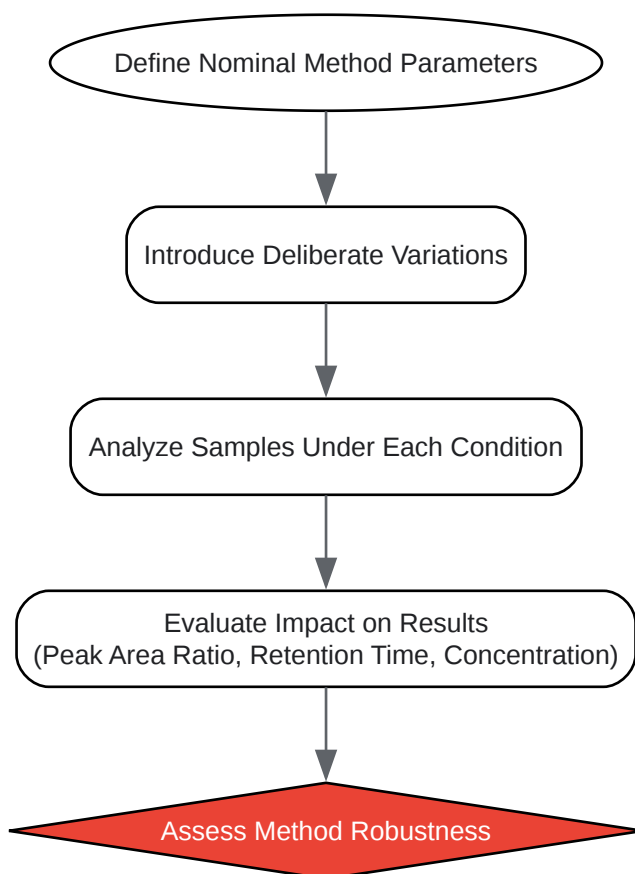 Define Nominal Method Parameters
Introduce Deliberate Variations
Analyze Samples Under Each Condition
Evaluate Impact on Results
(Peak Area Ratio, Retention Time, Concentration)
Assess Method Robustness